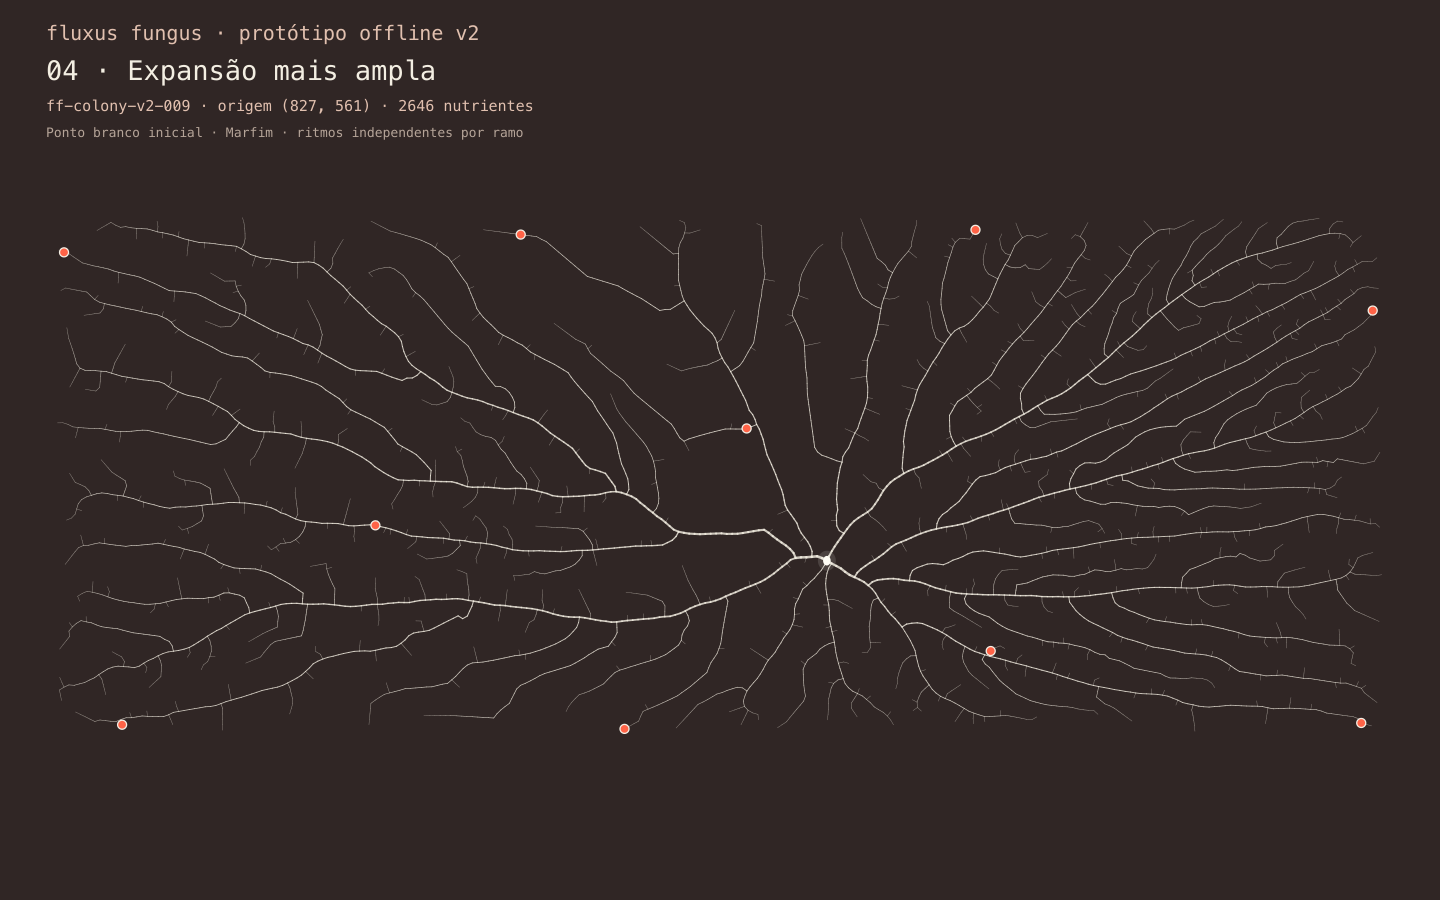 fluxus fungus · protótipo offline v2
04 · Expansão mais ampla
ff-colony-v2-009 · origem (827, 561) · 2646 nutrientes
Ponto branco inicial · Marfim · ritmos independentes por ramo